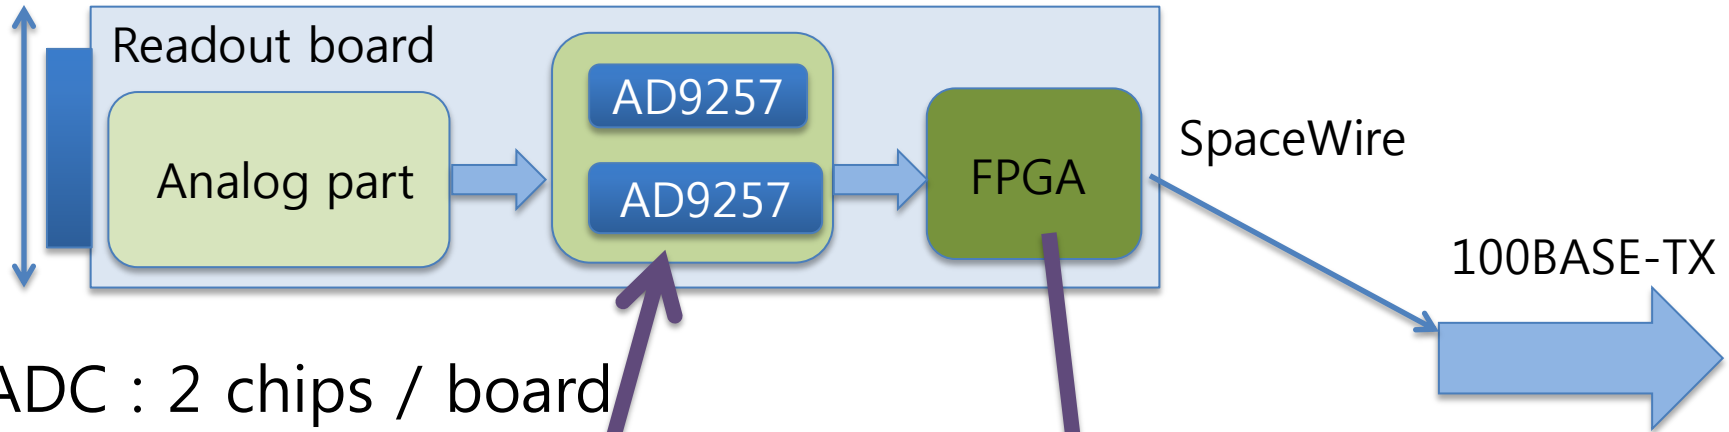 Readout board
AD9257
Analog part
AD9257
FPGA
SpaceWire
100BASE-TX
ADC : 2 chips / board